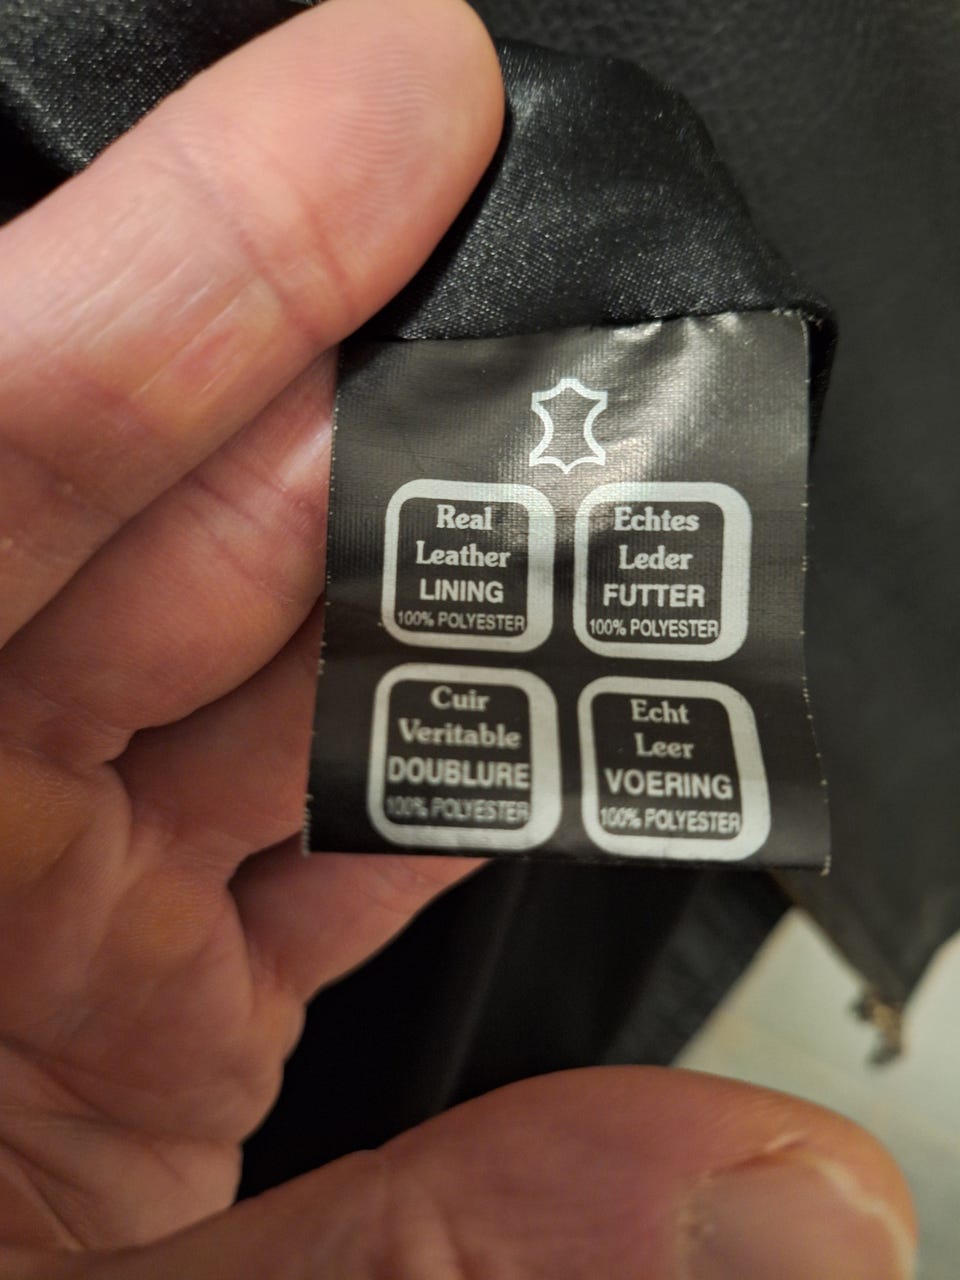 Real
Leather
LINING
100% POLYESTER
Echtes
Leder
FUTTER
100% POLYESTER
Cuir
Veritable
DOUBLURE
100% POLYESTER
Echt
Leer
VOERING
100% POLYESTER